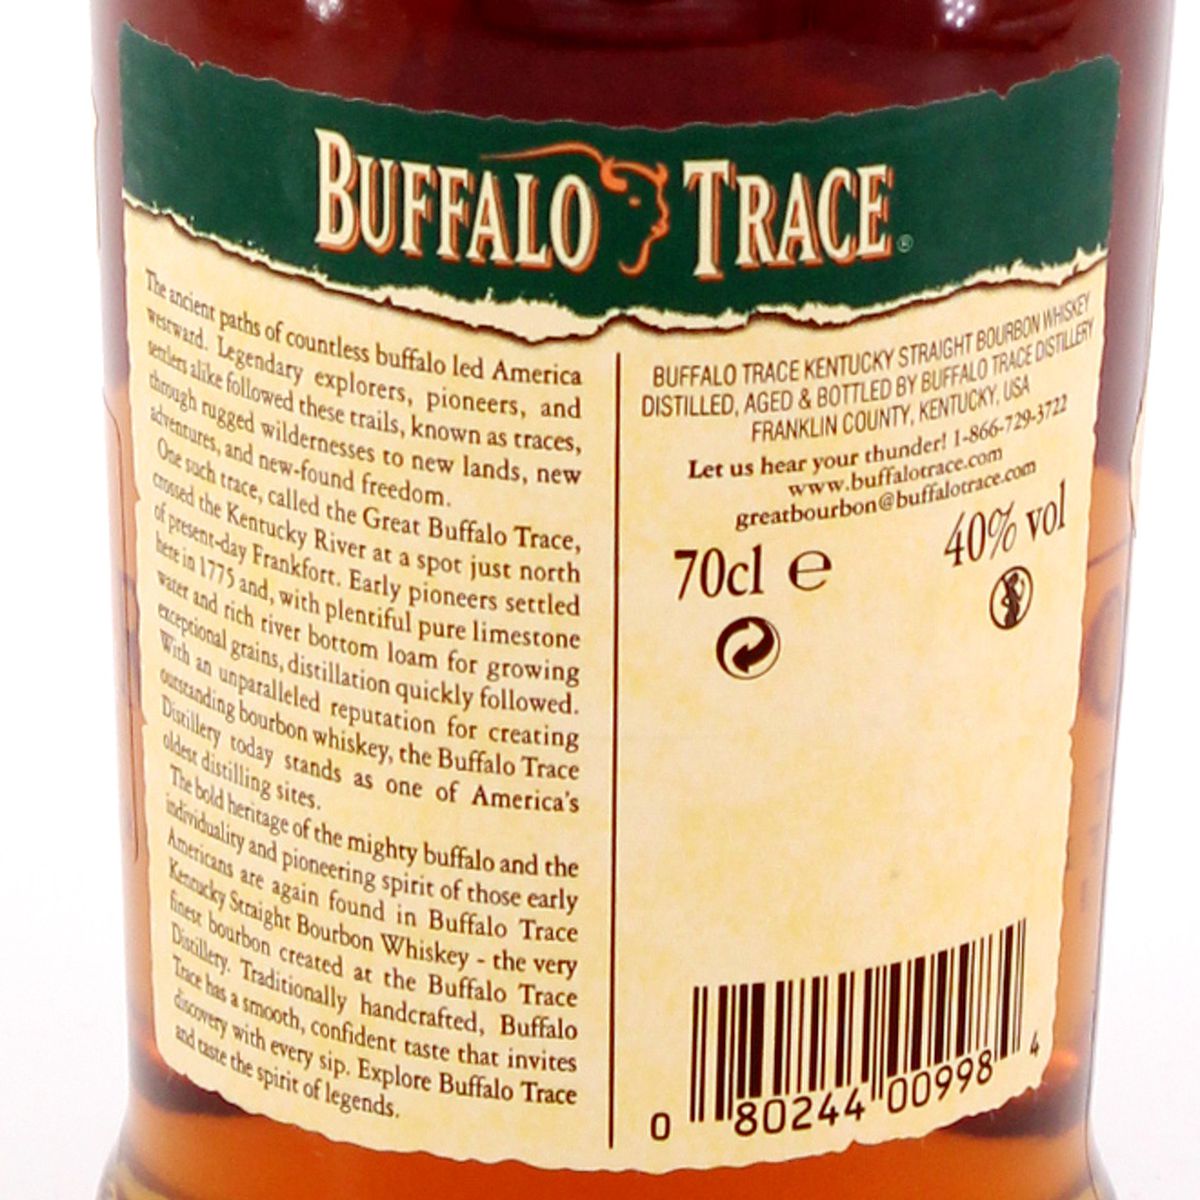 BUFFALO TRACE®
The ancient paths of countless buffalo led America
westward. Legendary explorers, pioneers, and
settlers alike followed these trails, known as traces,
through rugged wildernesses to new lands, new
adventures, and new-found freedom.
One such trace, called the Great Buffalo Trace,
crossed the Kentucky River at a spot just north
of present-day Frankfort. Early pioneers settled
here in 1775 and, with plentiful pure limestone
water and rich river bottom loam for growing
exceptional grains, distillation quickly followed.
With an unparalleled reputation for creating
outstanding bourbon whiskey, the Buffalo Trace
Distillery today stands as one of America's
oldest distilling sites.
The bold heritage of the mighty buffalo and the
individuality and pioneering spirit of those early
Americans are again found in Buffalo Trace
Kentucky Straight Bourbon Whiskey - the very
finest bourbon created at the Buffalo Trace
Distillery. Traditionally handcrafted, Buffalo
Trace has a smooth, confident taste that invites
discovery with every sip. Explore Buffalo Trace
and taste the spirit of legends.
BUFFALO TRACE KENTUCKY STRAIGHT BOURBON WHISKEY
DISTILLED, AGED & BOTTLED BY BUFFALO TRACE DISTILLERY
FRANKLIN COUNTY, KENTUCKY, USA
Let us hear your thunder! 1-866-729-3722
www.buffalotrace.com
greatbourbon@buffalotrace.com
70cl ℮ 40% vol
0 80244 00998 4